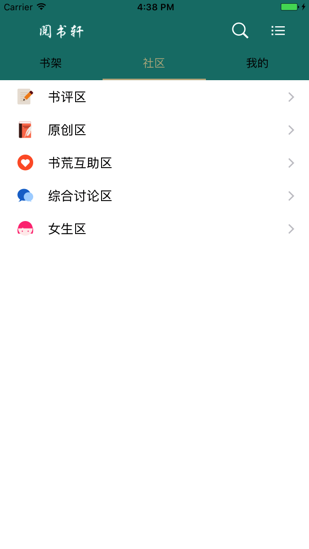 Carrier 4:38 PM
阅书轩
书架 社区 我的
书评区
原创区
书荒互助区
综合讨论区
女生区